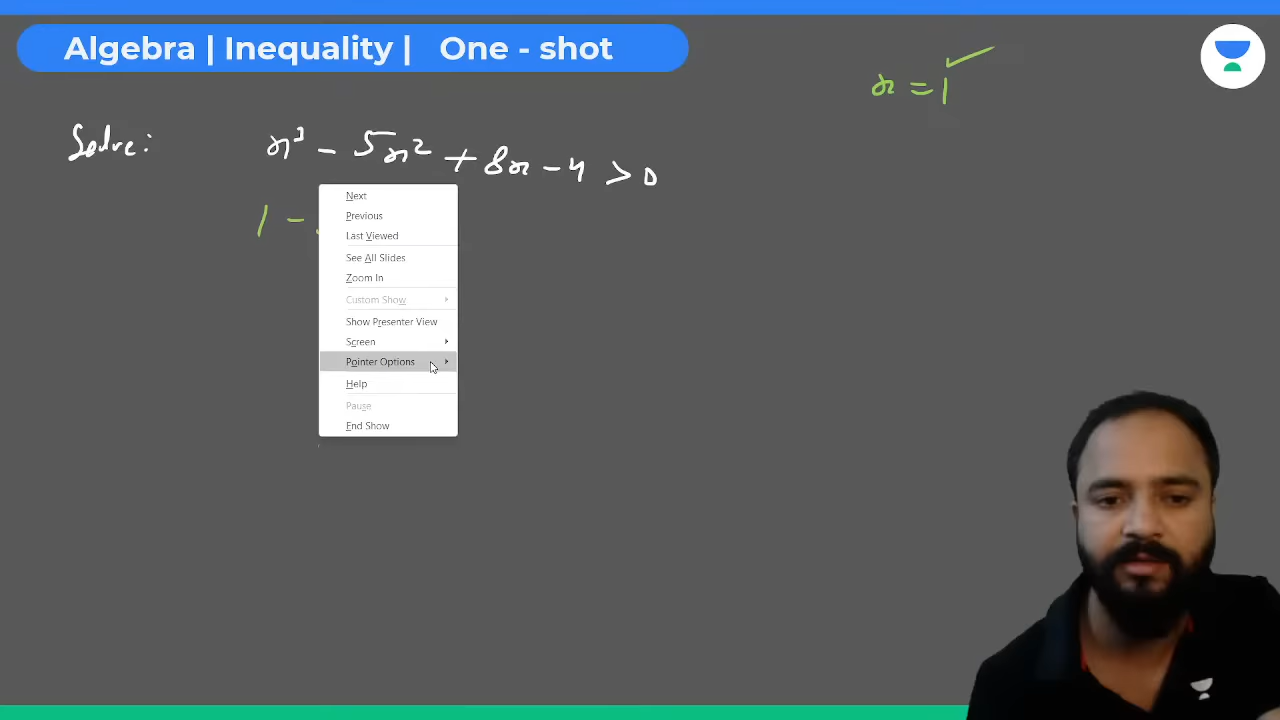 Algebra | Inequality | One - shot
x = 1
Solve: x³ - 5x² + 8x - 4 > 0
1 -
Next
Previous
Last Viewed
See All Slides
Zoom In
Custom Show
Show Presenter View
Screen
Pointer Options
Help
Pause
End Show